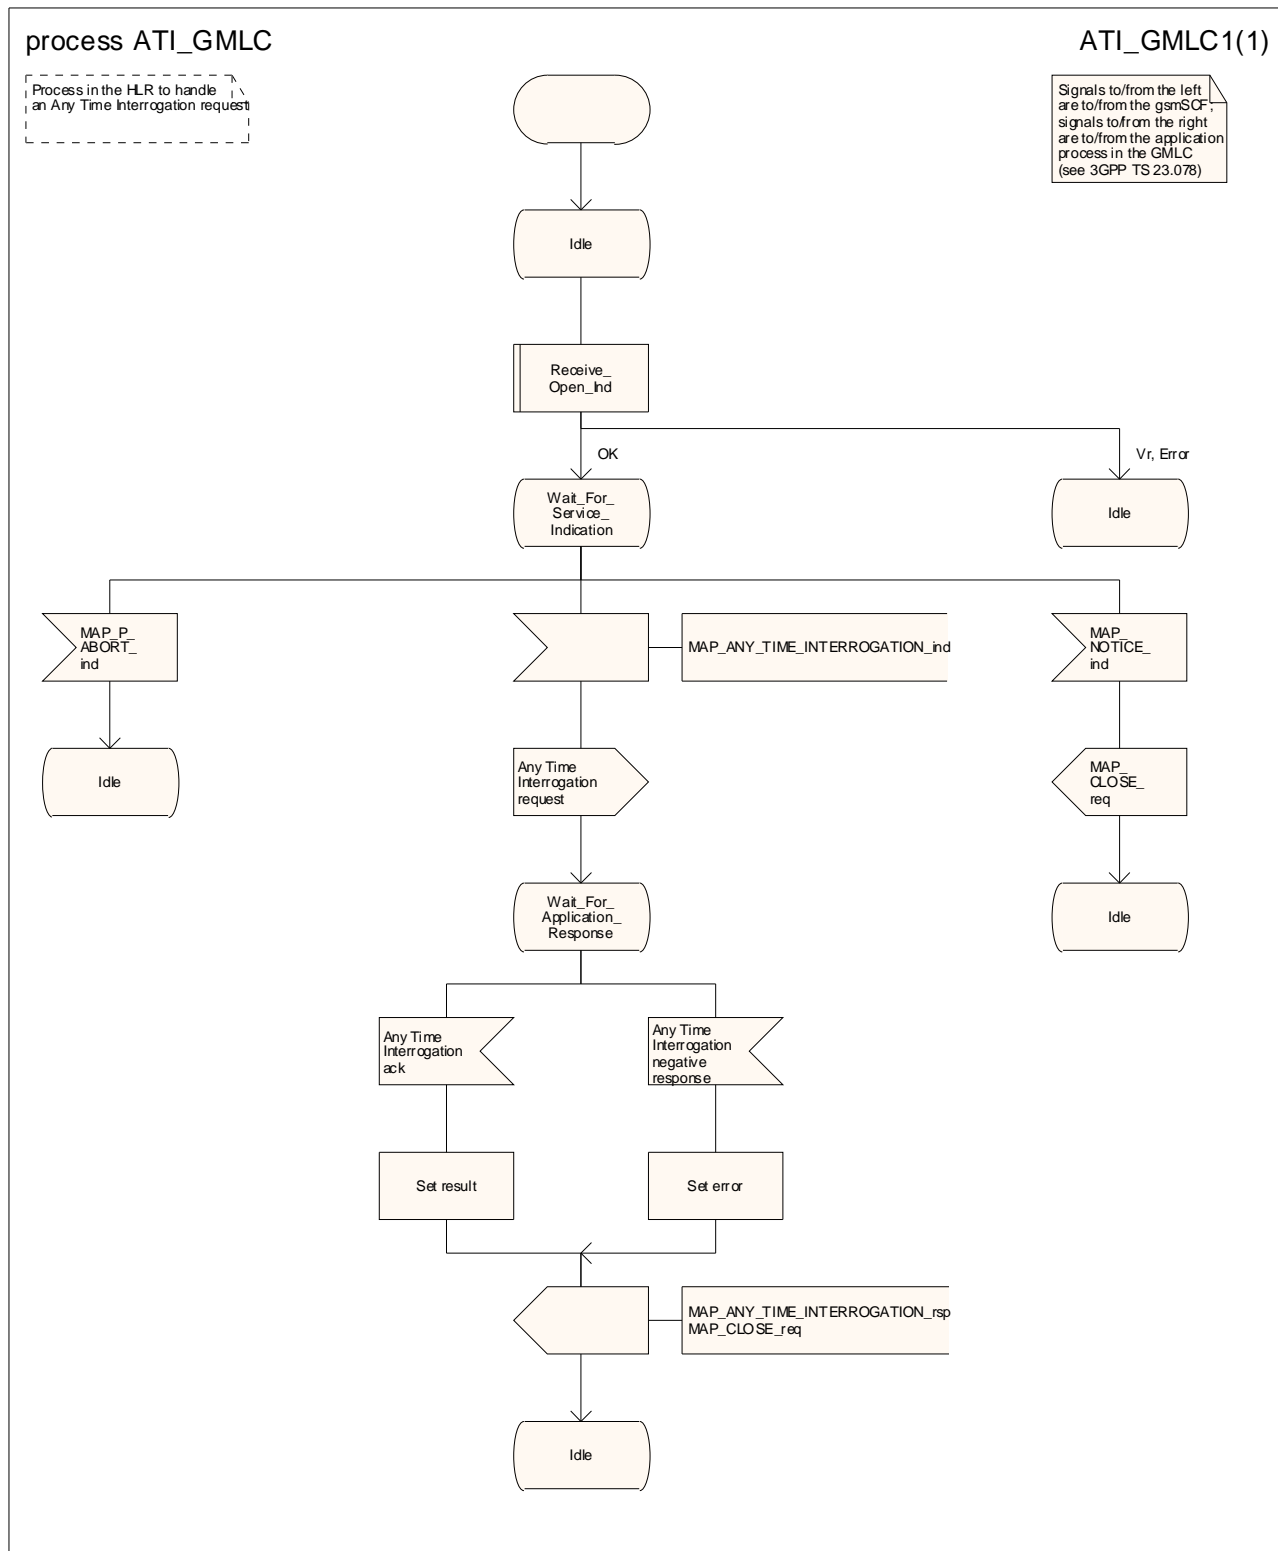 process ATI_GMLC
ATI_GMLC1(1)
Process in the HLR to handle
an Any Time Interrogation request
Signals to/from the left
are to/from the gsmSCF;
signals to/from the right
are to/from the application
process in the GMLC
(see 3GPP TS 23.078)
Idle
Receive_
Open_Ind
OK
Vr, Error
Wait_For_
Service_
Indication
Idle
MAP_P_
ABORT_
ind
MAP_ANY_TIME_INTERROGATION_ind
MAP_
NOTICE_
ind
Idle
Any Time
Interrogation
request
MAP_
CLOSE_
req
Wait_For_
Application_
Response
Idle
Any Time
Interrogation
ack
Any Time
Interrogation
negative
response
Set result
Set error
MAP_ANY_TIME_INTERROGATION_rsp
MAP_CLOSE_req
Idle